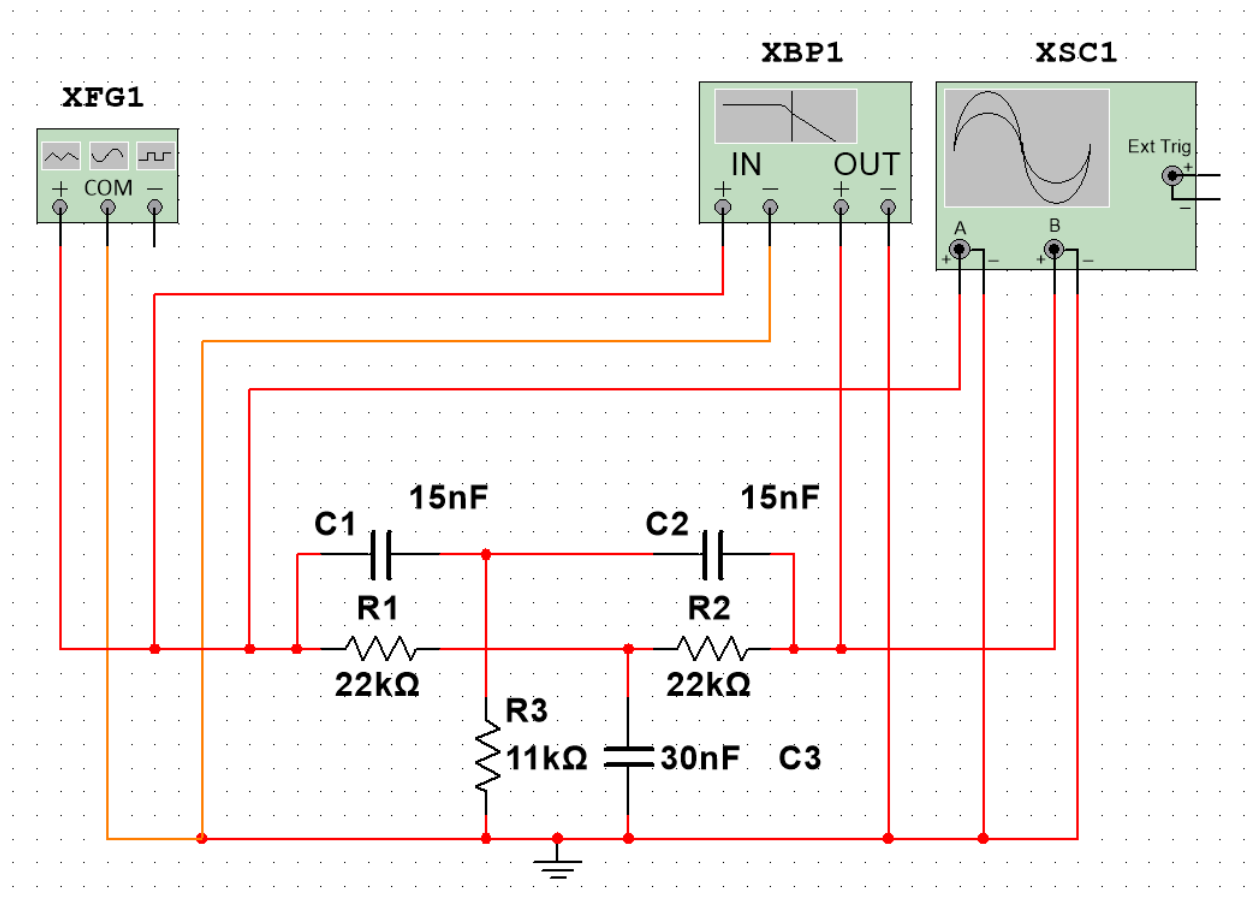 XBP1
XSC1
XFG1
Ext Trig
+
IN
OUT
+ COM −
+ − + −
A
B
+ − + −
−
15nF
15nF
C1
C2
R1
R2
22kΩ
22kΩ
R3
11kΩ
30nF
C3